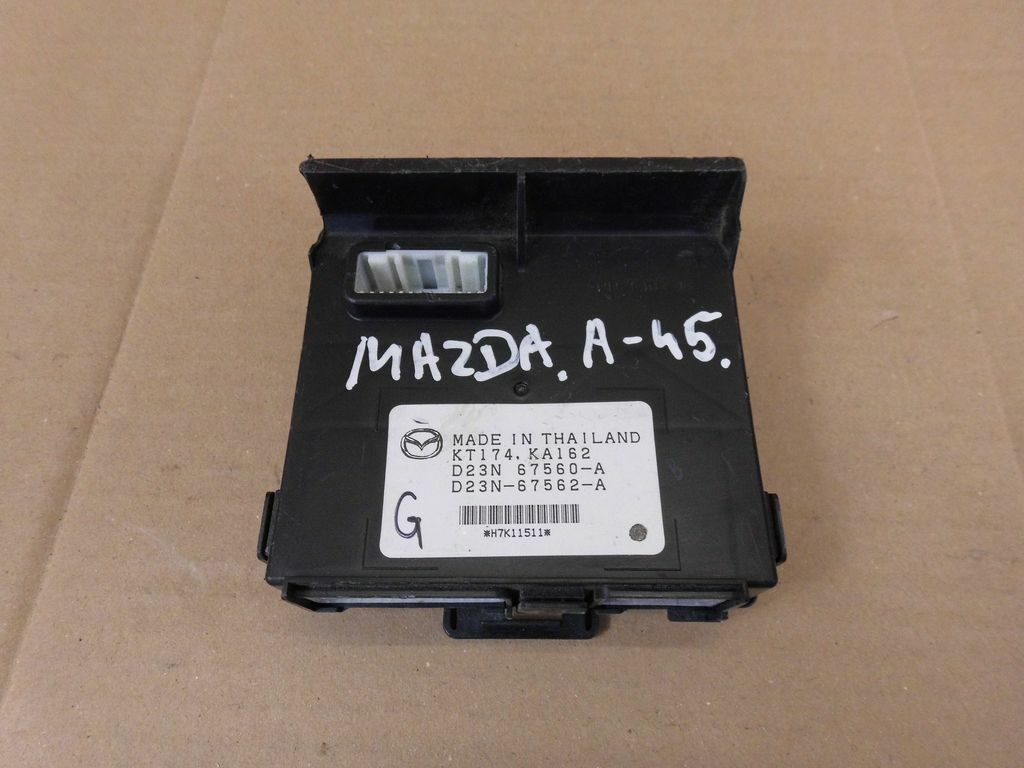 MAZDA. A-45.
MADE IN THAILAND
KT174, KA162
D23N 67560-A
D23N-67562-A
G
*H7K11511*